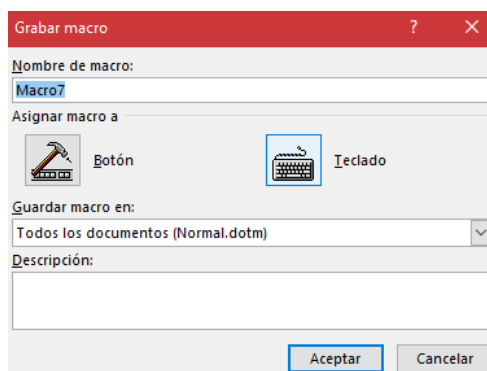 Grabar macro ? ✕
Nombre de macro:
Macro7
Asignar macro a
Botón Teclado
Guardar macro en:
Todos los documentos (Normal.dotm)
Descripción:
Aceptar Cancelar